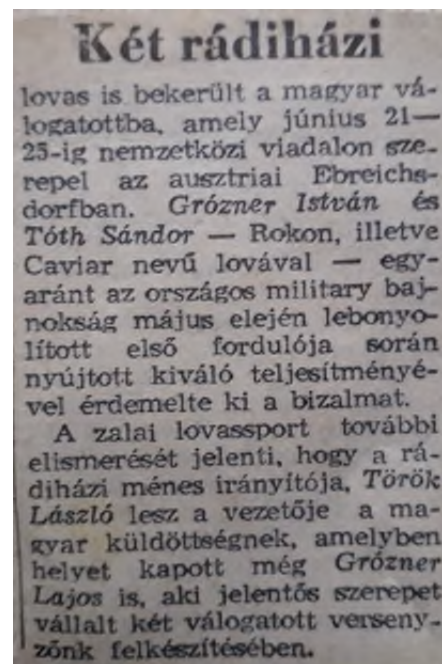 Két rádiházi
lovas is bekerült a magyar vá-
logatottba, amely június 21—
25-ig nemzetközi viadalon sze-
repel az ausztriai Ebreichs-
dorfban. Grózner István és
Tóth Sándor — Rokon, illetve
Caviar nevű lovával — egy-
aránt az országos military baj-
nokság május elején lebonyo-
lított első fordulója során
nyújtott kiváló teljesítményé-
vel érdemelte ki a bizalmat.
A zalai lovassport további
elismerését jelenti, hogy a rá-
diházi ménes irányítója, Török
László lesz a vezetője a ma-
gyar küldöttségnek, amelyben
helyet kapott még Grózner
Lajos is, aki jelentős szerepet
vállalt két válogatott verseny-
zőnk felkészítésében.